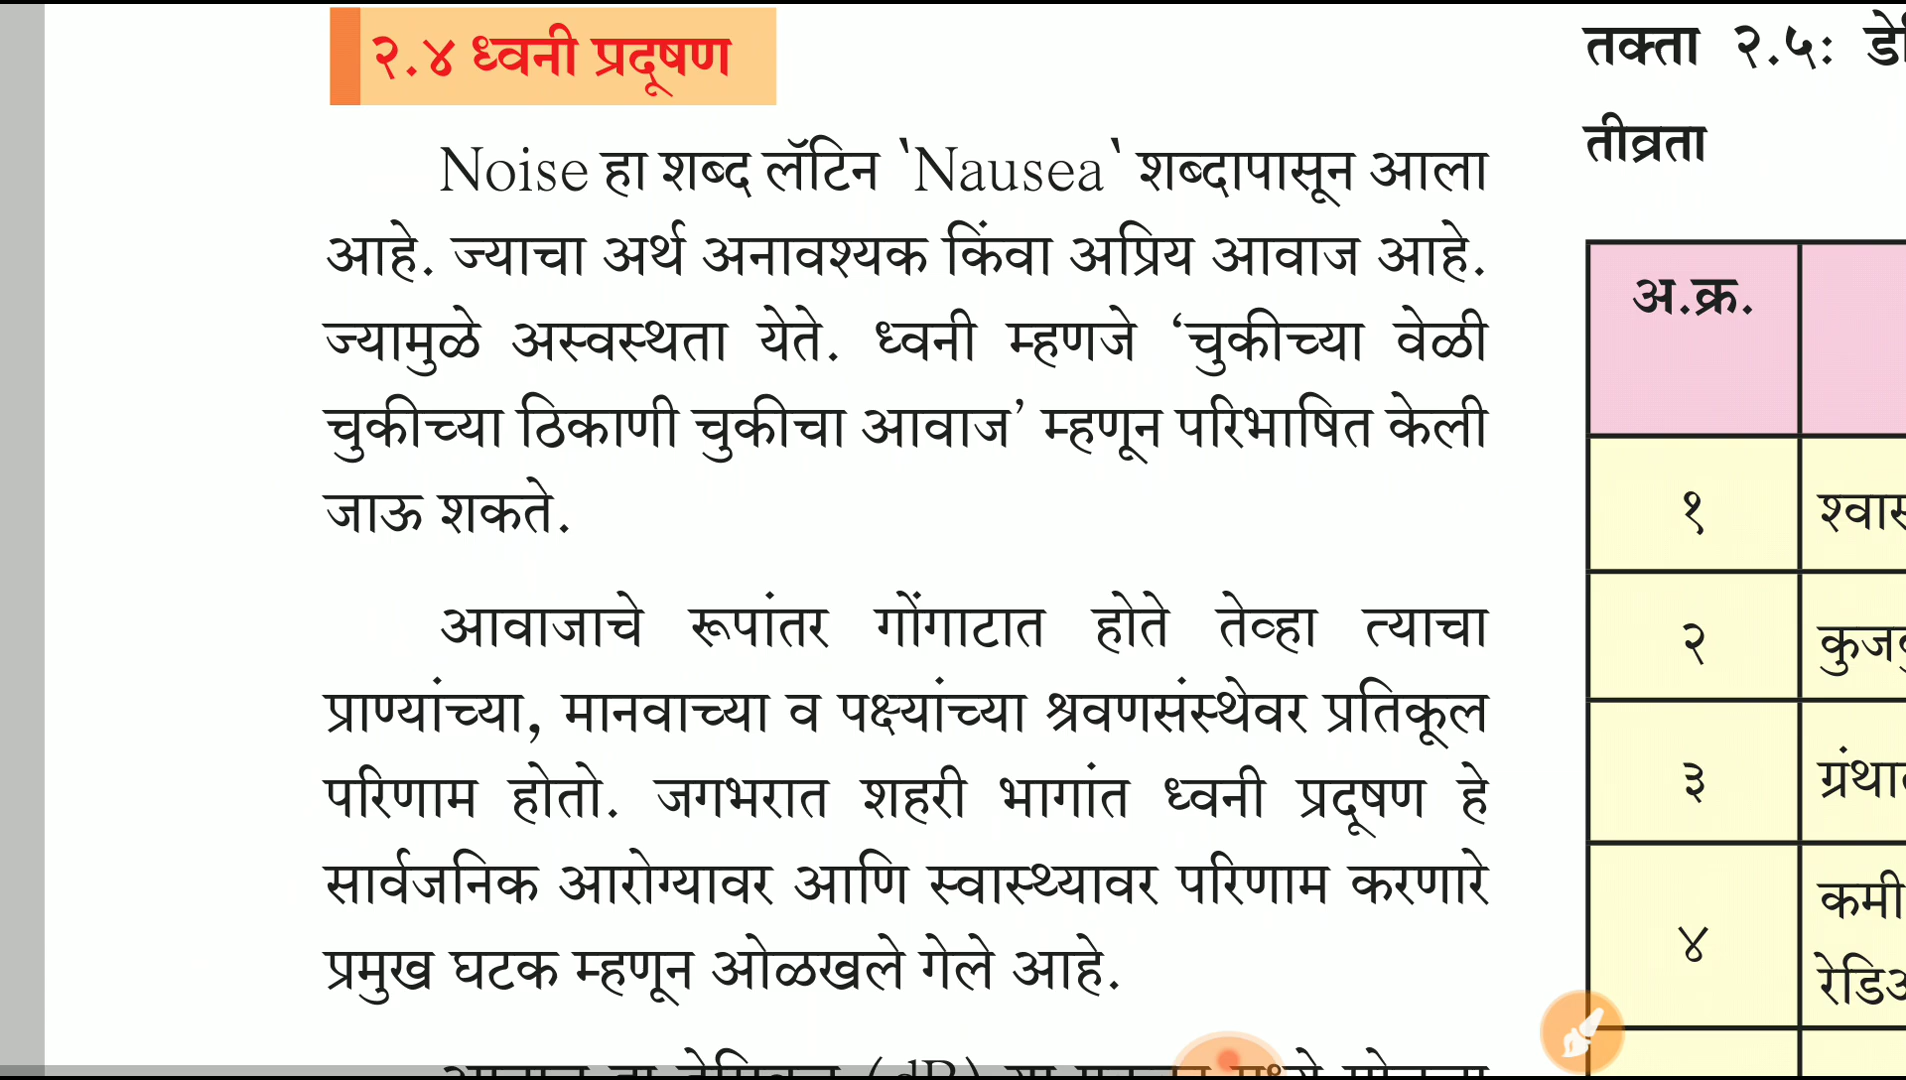 २.४ ध्वनी प्रदूषण
Noise हा शब्द लॅटिन `Nausea` शब्दापासून आला
आहे. ज्याचा अर्थ अनावश्यक किंवा अप्रिय आवाज आहे.
ज्यामुळे अस्वस्थता येते. ध्वनी म्हणजे ‘चुकीच्या वेळी
चुकीच्या ठिकाणी चुकीचा आवाज’ म्हणून परिभाषित केली
जाऊ शकते.
आवाजाचे रूपांतर गोंगाटात होते तेव्हा त्याचा
प्राण्यांच्या, मानवाच्या व पक्ष्यांच्या श्रवणसंस्थेवर प्रतिकूल
परिणाम होतो. जगभरात शहरी भागांत ध्वनी प्रदूषण हे
सार्वजनिक आरोग्यावर आणि स्वास्थ्यावर परिणाम करणारे
प्रमुख घटक म्हणून ओळखले गेले आहे.
तक्ता २.५ः
तीव्रता
अ.क्र.
१
२
३
४ कमी